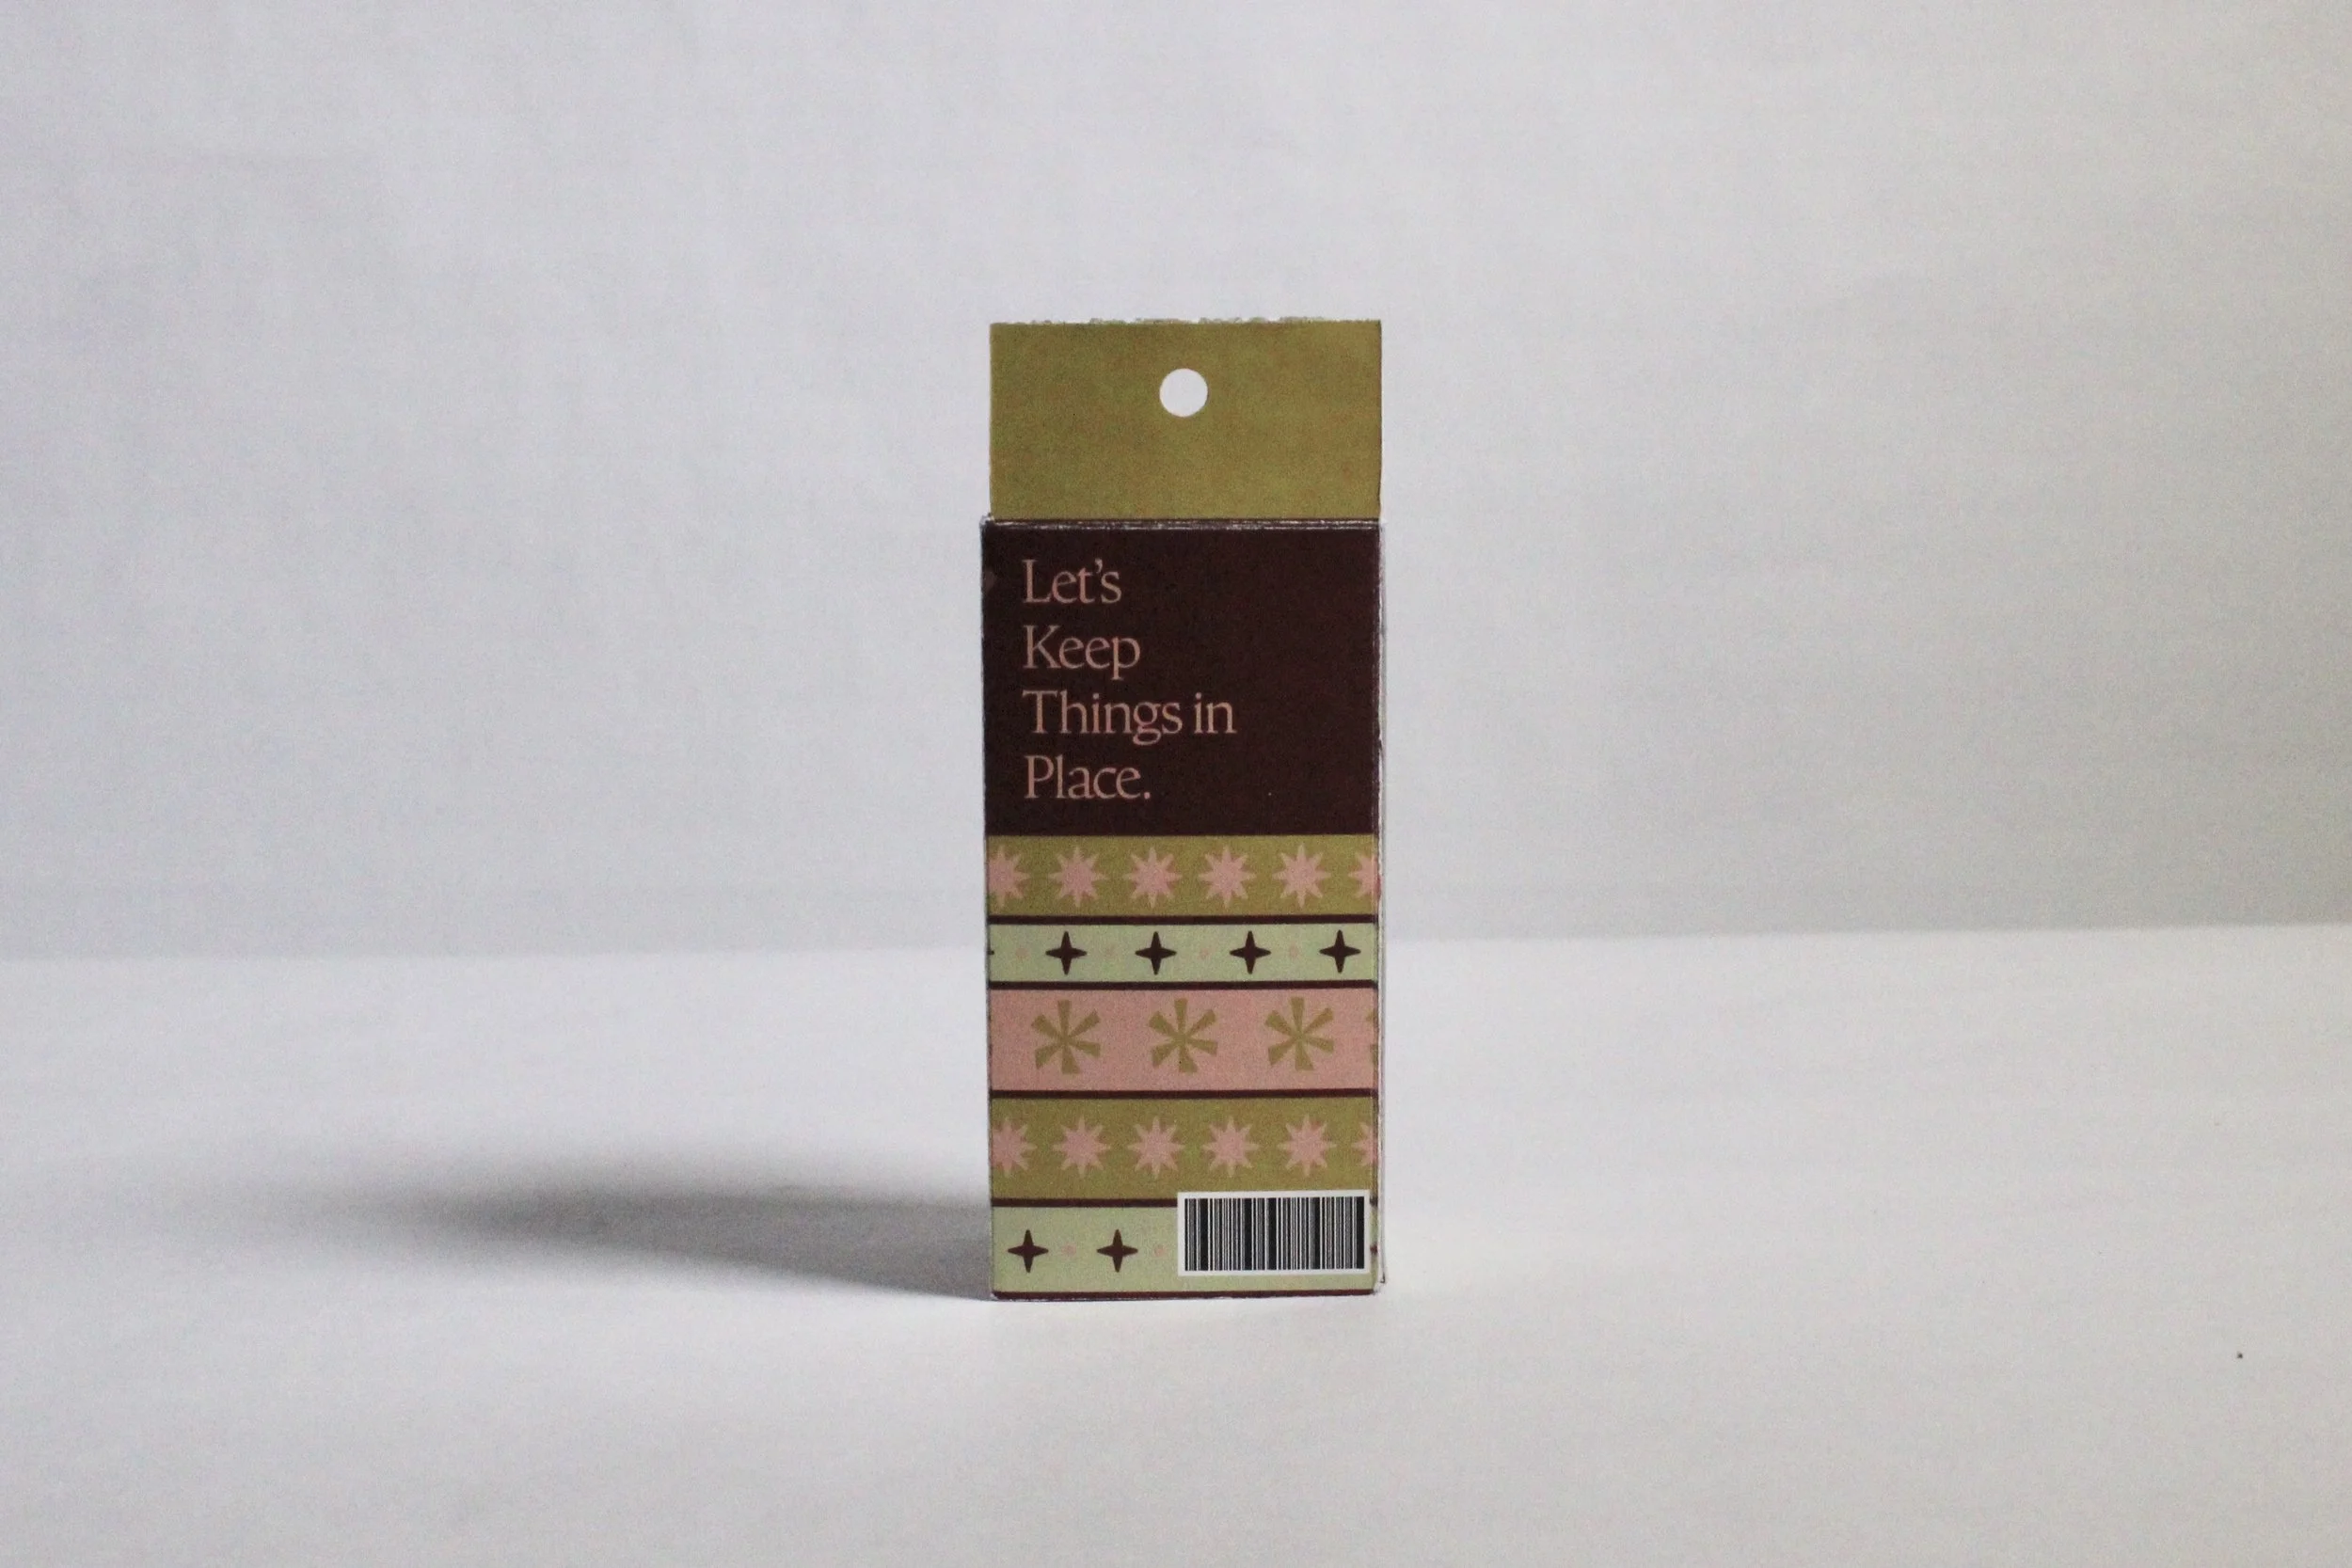 Let's
Keep
Things in
Place.